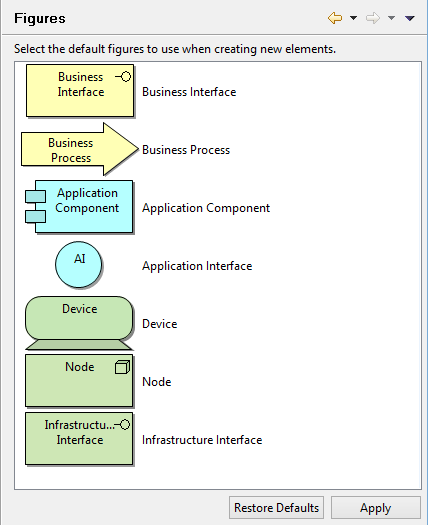 Figures
Select the default figures to use when creating new elements.
Business
Interface
Business Interface
Business
Process
Business Process
Application
Component
Application Component
AI
Application Interface
Device
Device
Node
Node
Infrastructu...
Interface
Infrastructure Interface
Restore Defaults
Apply